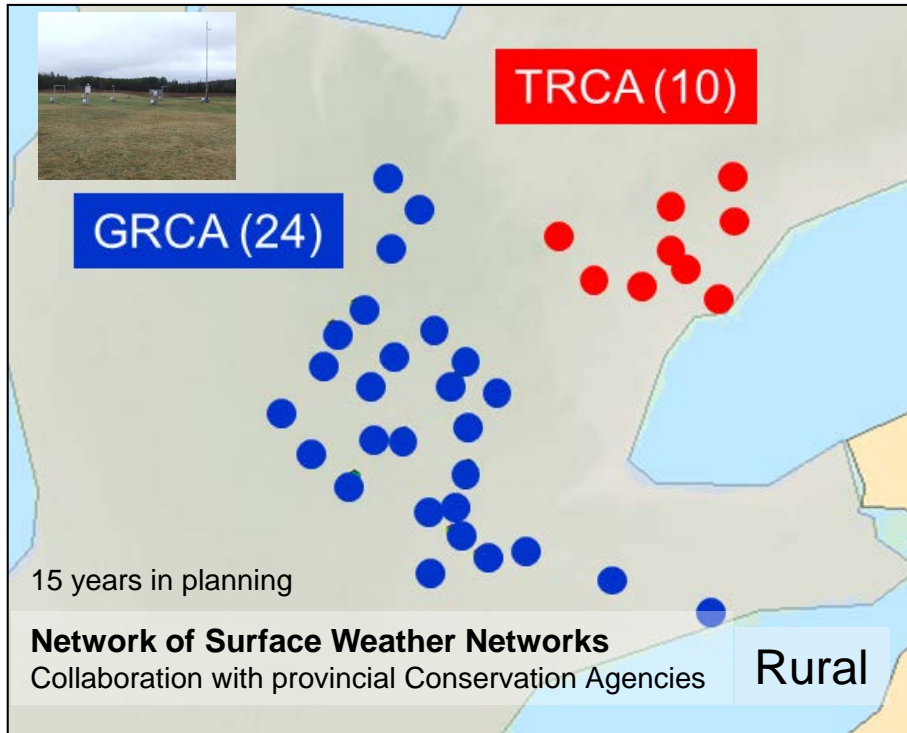 TRCA (10)
GRCA (24)
15 years in planning
Network of Surface Weather Networks
Collaboration with provincial Conservation Agencies
Rural